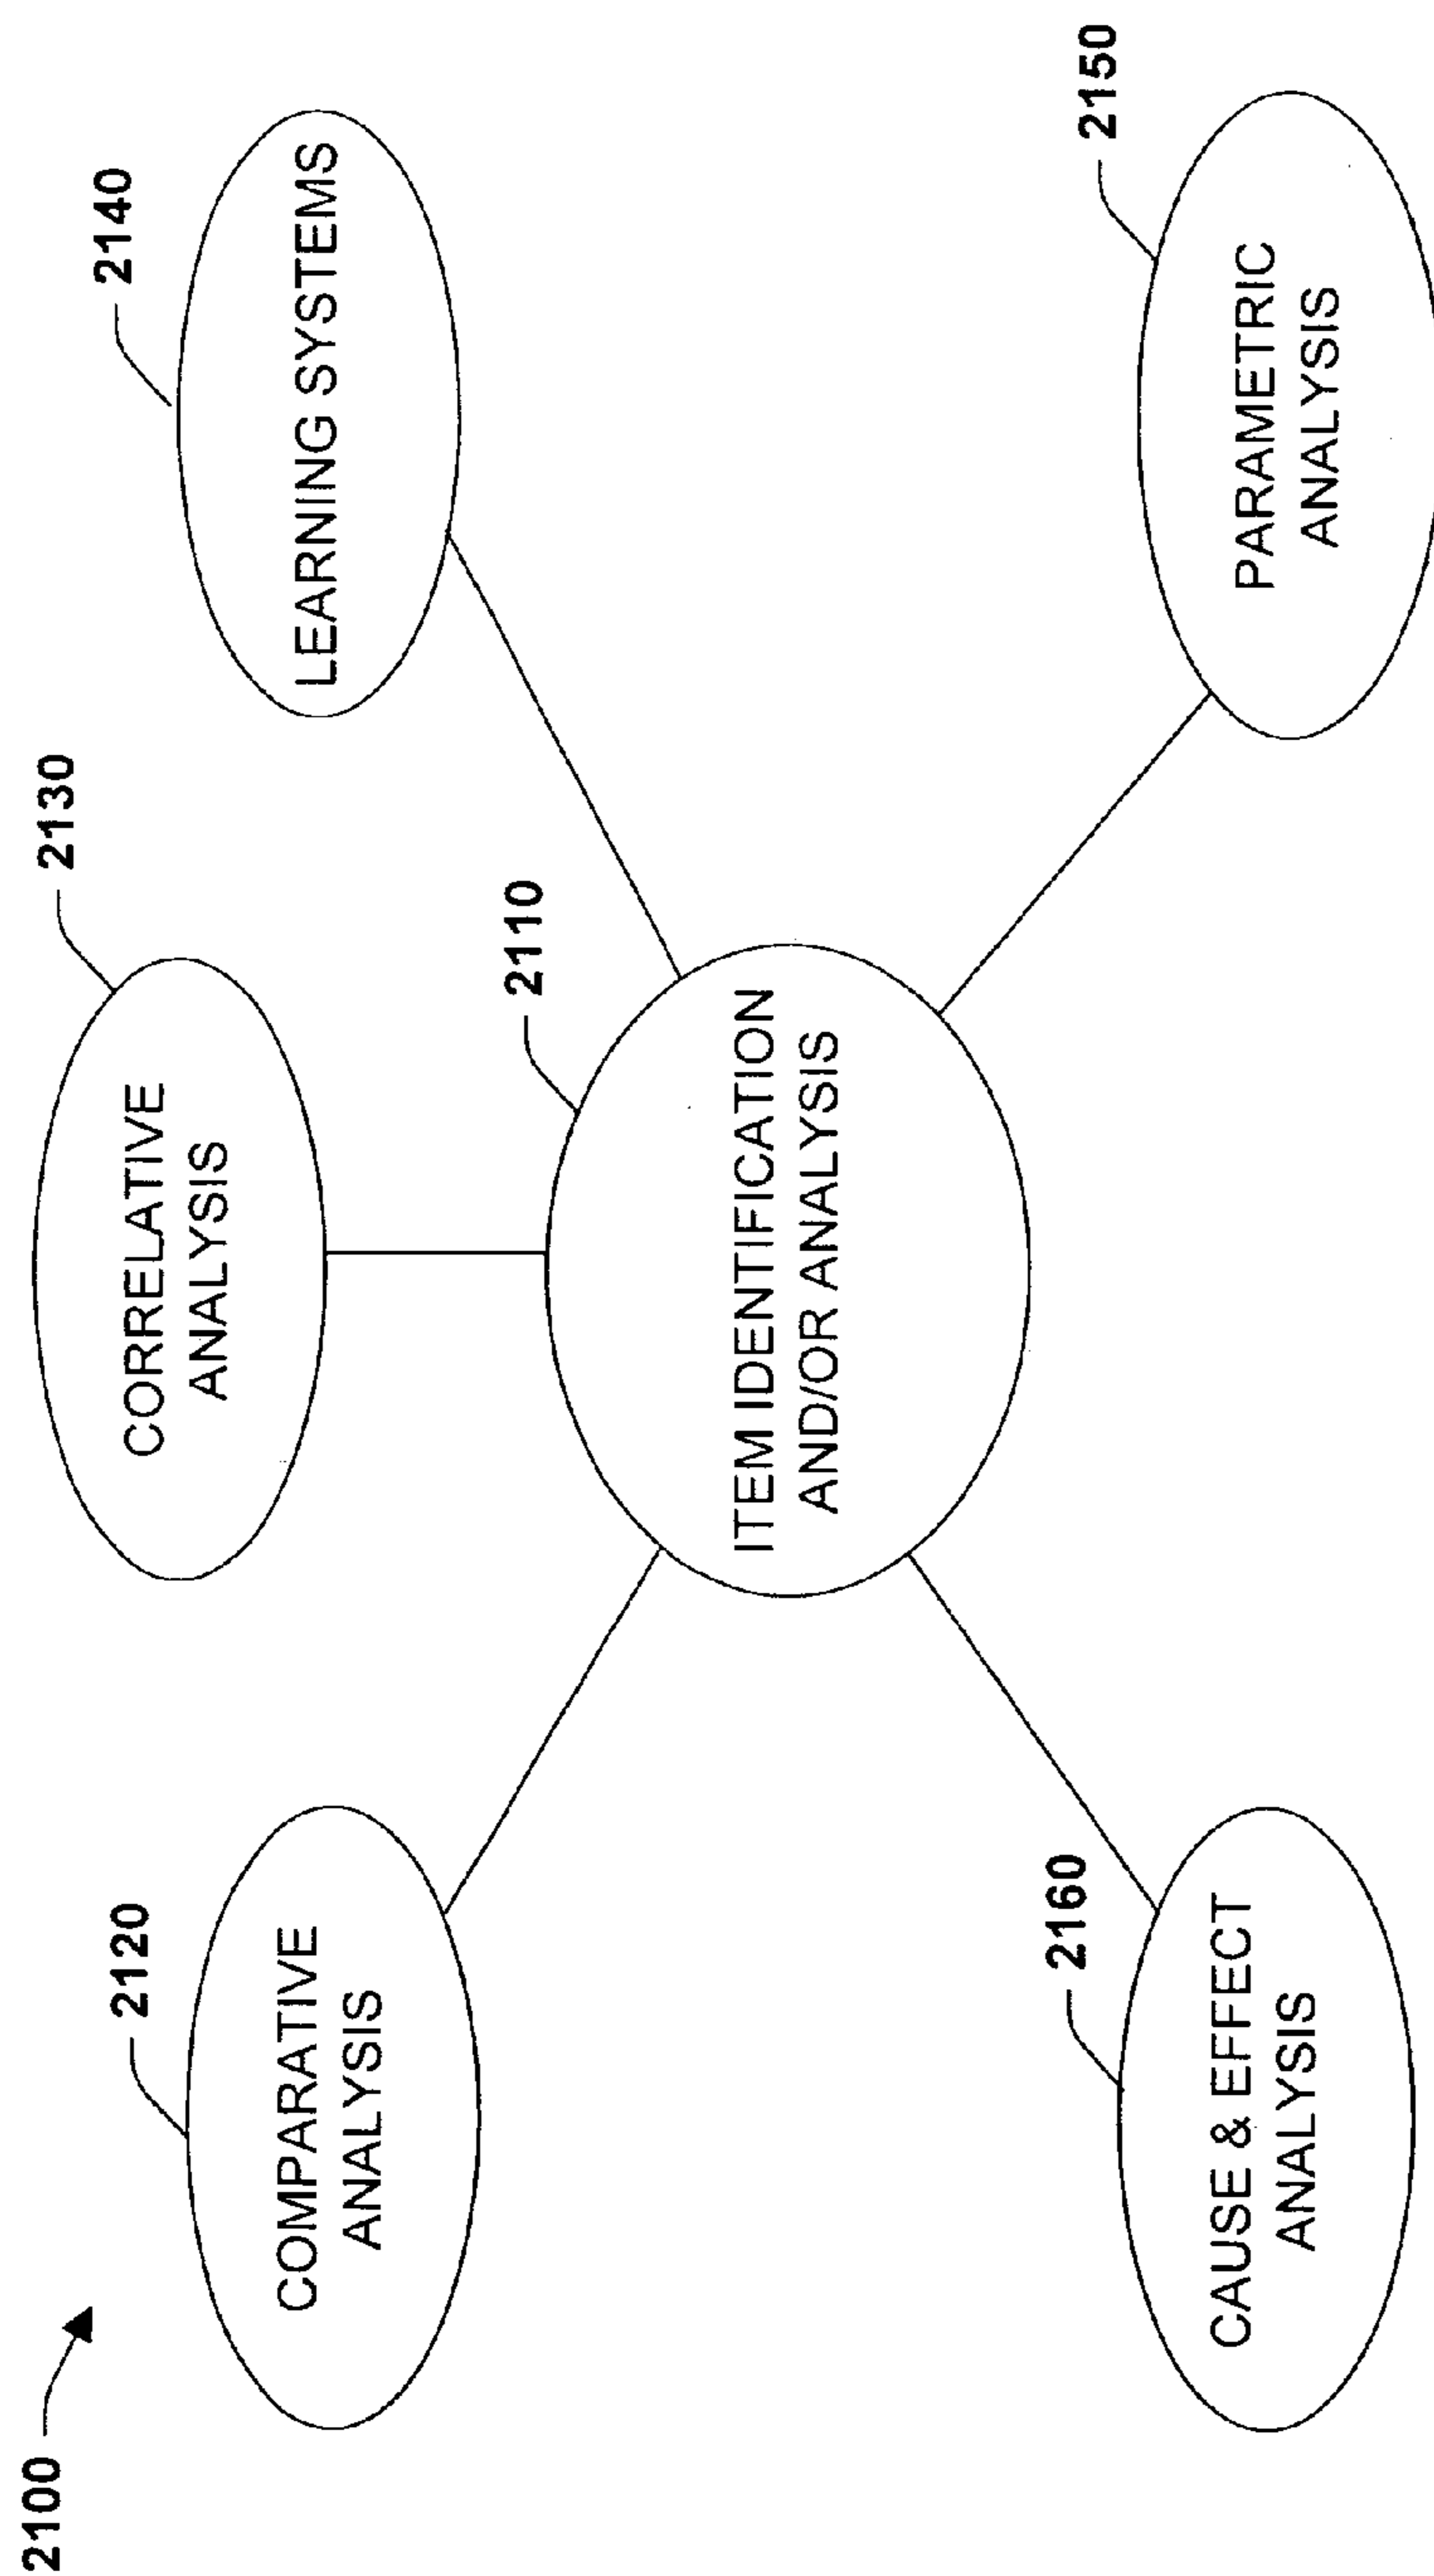 2100
2120
COMPARATIVE
ANALYSIS
2130
CORRELATIVE
ANALYSIS
2140
LEARNING SYSTEMS
2110
ITEM IDENTIFICATION
AND/OR ANALYSIS
2160
CAUSE & EFFECT
ANALYSIS
2150
PARAMETRIC
ANALYSIS